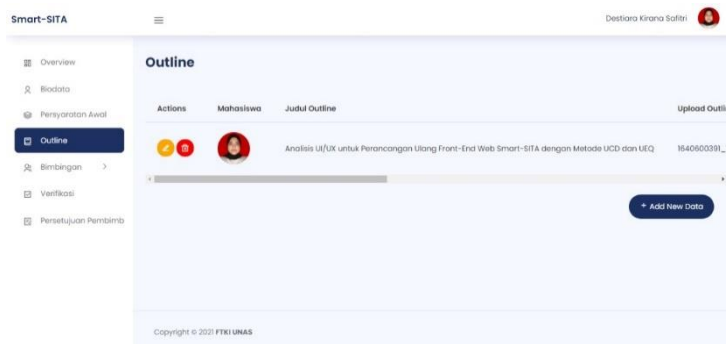 Smart-SITA
Destiara Kirana Safitri
Overview
Biodata
Persyaratan Awal
Outline
Bimbingan
Verifikasi
Persetujuan Pembimb
Outline
Actions Mahasiswa Judul Outline Upload Outli
Analisis UI/UX untuk Perancangan Ulang Front-End Web Smart-SITA dengan Metode UCD dan UEQ 1640600391_
+ Add New Data
Copyright © 2021 FTKI UNAS